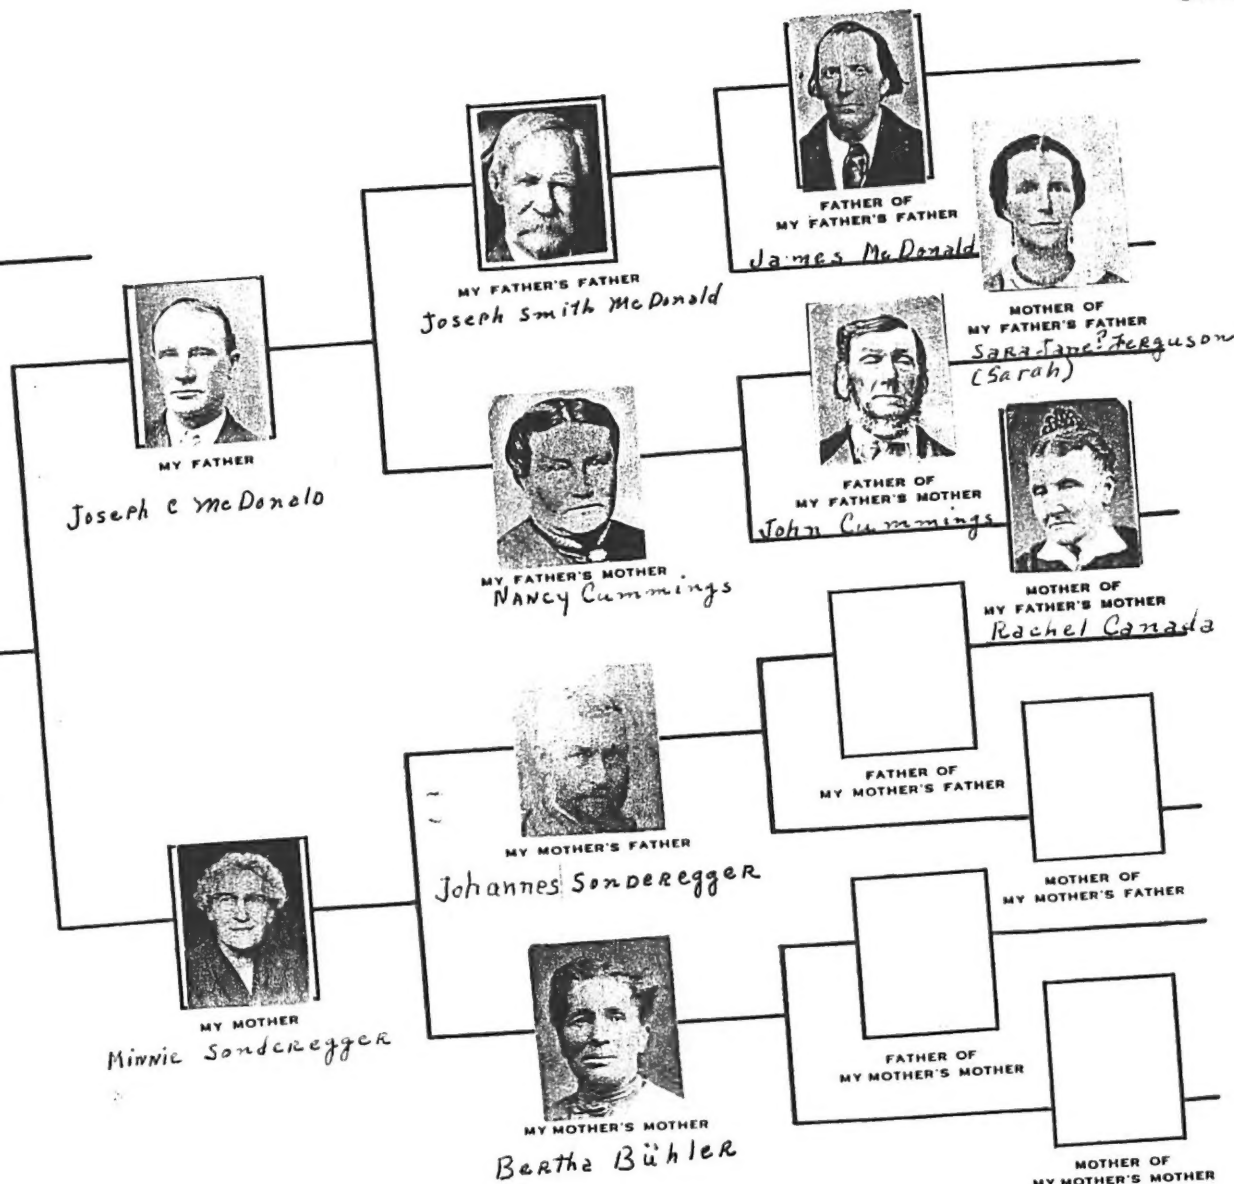 FATHER OF
MY FATHER'S FATHER
James McDonald
MOTHER OF
MY FATHER'S FATHER
Sara Jane? Ferguson
(Sarah)
MY FATHER'S FATHER
Joseph Smith McDonald
MY FATHER
Joseph C McDonald
FATHER OF
MY FATHER'S MOTHER
John Cummings
MY FATHER'S MOTHER
NANCY Cummings
MOTHER OF
MY FATHER'S MOTHER
Rachel Canada
FATHER OF
MY MOTHER'S FATHER
MY MOTHER'S FATHER
Johannes SONDEREGGER
MOTHER OF
MY MOTHER'S FATHER
MY MOTHER
Minnie Sonderegger
FATHER OF
MY MOTHER'S MOTHER
MY MOTHER'S MOTHER
Bertha Bühler
MOTHER OF
MY MOTHER'S MOTHER